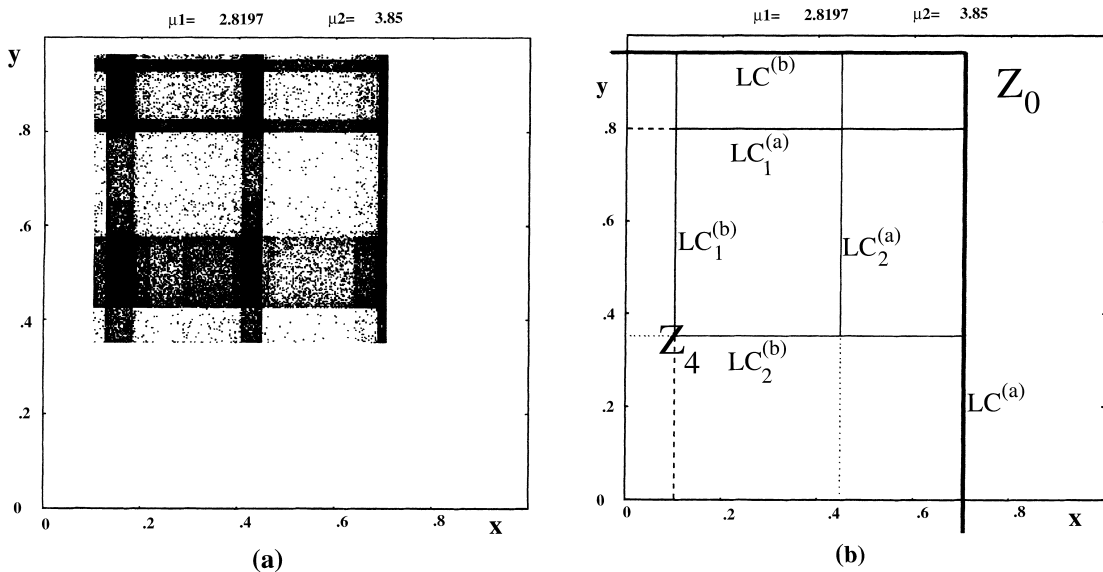 μ1= 2.8197 μ2= 3.85
y
.8
.6
.4
.2
0
0 .2 .4 .6 .8 x
(a)
μ1= 2.8197 μ2= 3.85
y
LC(b)
Z0
.8
LC1(a)
.6
LC1(b)
LC2(a)
.4
Z4
LC2(b)
.2
LC(a)
0
0 .2 .4 .6 .8 x
(b)